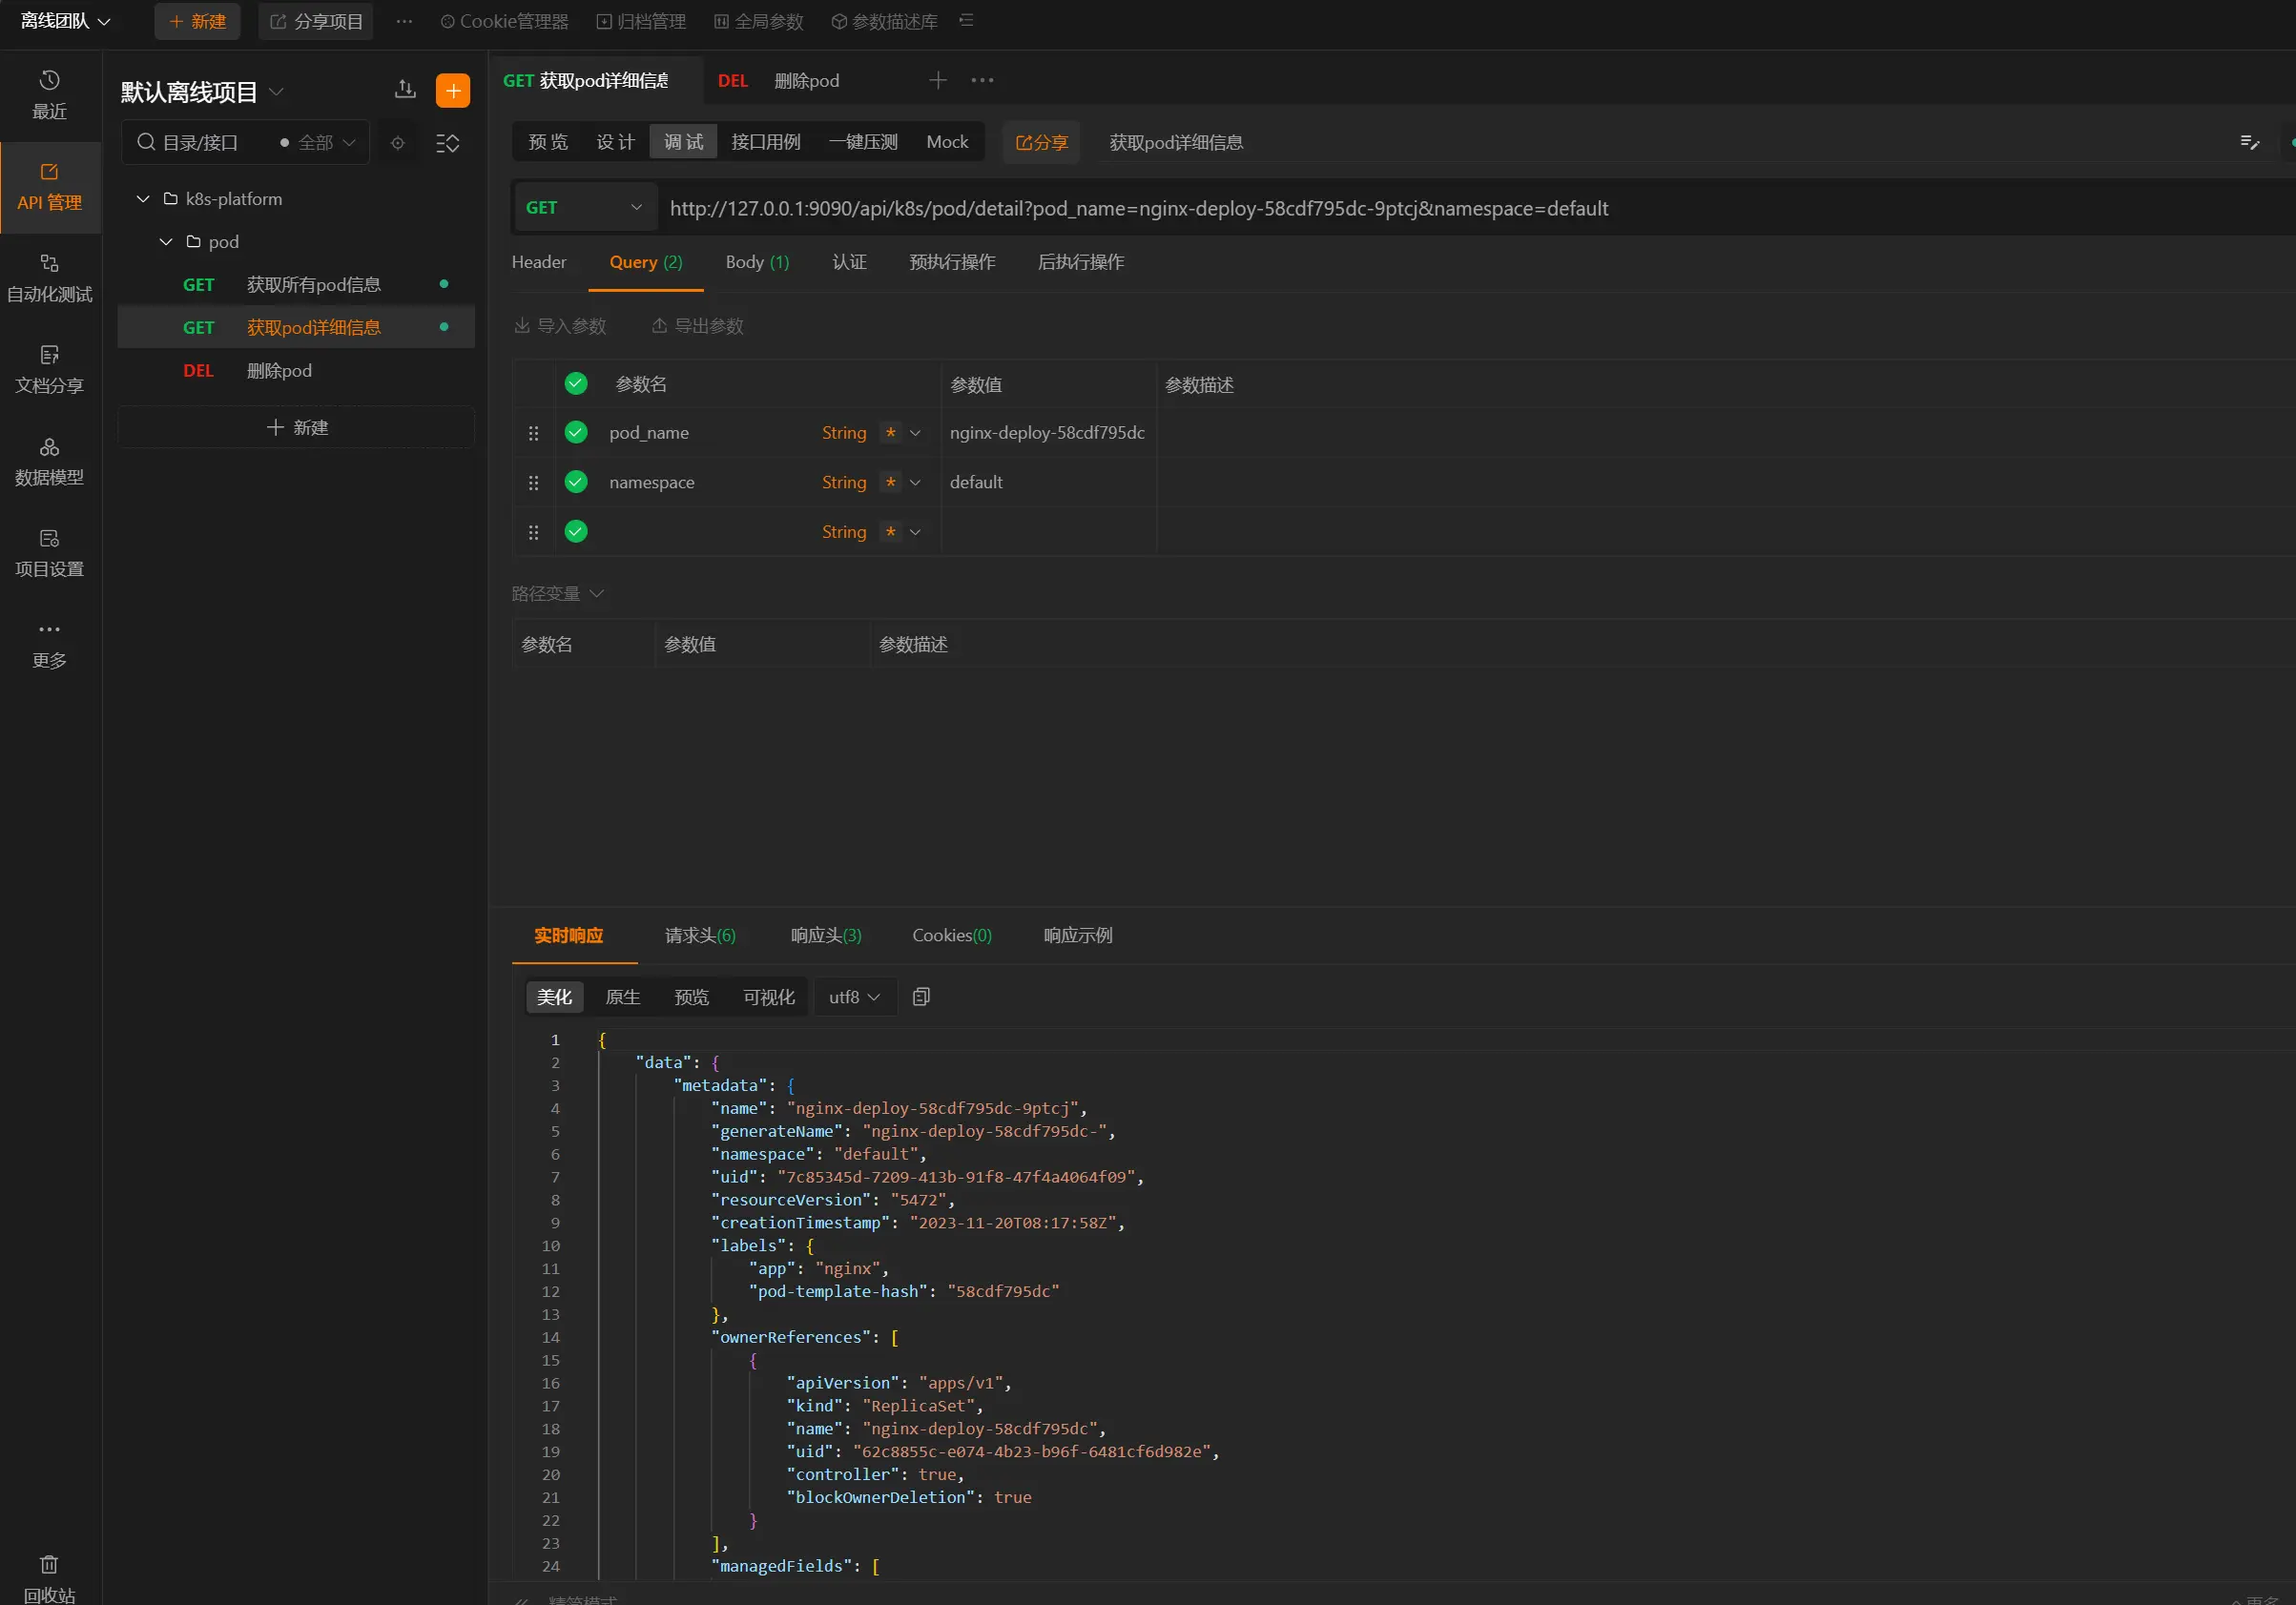 离线团队 新建 分享项目 Cookie管理器 归档管理 全局参数 参数描述库
最近
API 管理
自动化测试
文档分享
数据模型
项目设置
更多
回收站
默认离线项目
目录/接口 全部
k8s-platform
pod
GET 获取所有pod信息
GET 获取pod详细信息
DEL 删除pod
新建
GET 获取pod详细信息 DEL 删除pod
预览 设计 调试 接口用例 一键压测 Mock 分享 获取pod详细信息
GET http://127.0.0.1:9090/api/k8s/pod/detail?pod_name=nginx-deploy-58cdf795dc-9ptcj&namespace=default
Header Query (2) Body (1) 认证 预执行操作 后执行操作
导入参数 导出参数
参数名 参数值 参数描述
pod_name String * nginx-deploy-58cdf795dc
namespace String * default
String *
路径变量
参数名 参数值 参数描述
实时响应 请求头(6) 响应头(3) Cookies(0) 响应示例
美化 原生 预览 可视化 utf8
1 {
2 "data": {
3 "metadata": {
4 "name": "nginx-deploy-58cdf795dc-9ptcj",
5 "generateName": "nginx-deploy-58cdf795dc-",
6 "namespace": "default",
7 "uid": "7c85345d-7209-413b-91f8-47f4a4064f09",
8 "resourceVersion": "5472",
9 "creationTimestamp": "2023-11-20T08:17:58Z",
10 "labels": {
11 "app": "nginx",
12 "pod-template-hash": "58cdf795dc"
13 },
14 "ownerReferences": [
15 {
16 "apiVersion": "apps/v1",
17 "kind": "ReplicaSet",
18 "name": "nginx-deploy-58cdf795dc",
19 "uid": "62c8855c-e074-4b23-b96f-6481cf6d982e",
20 "controller": true,
21 "blockOwnerDeletion": true
22 }
23 ],
24 "managedFields": [